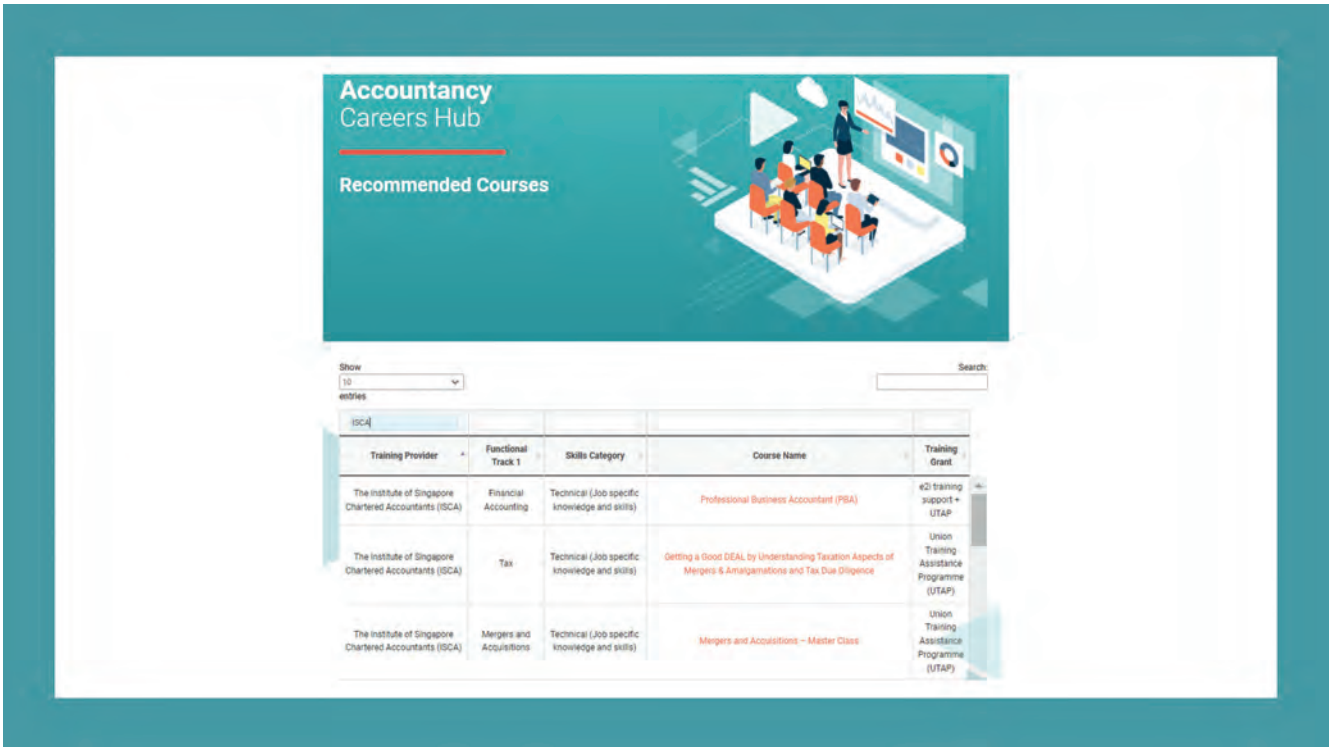 Accountancy
Careers Hub
Recommended Courses
Show
10
entries
Search:
ISCA
Training Provider
Functional
Track 1
Skills Category
Course Name
Training
Grant
The Institute of Singapore
Chartered Accountants (ISCA)
Financial
Accounting
Technical (Job specific
knowledge and skills)
Professional Business Accountant (PBA)
e2i training
support +
UTAP
The Institute of Singapore
Chartered Accountants (ISCA)
Tax
Technical (Job specific
knowledge and skills)
Getting a Good DEAL by Understanding Taxation Aspects of
Mergers & Amalgamations and Tax Due Diligence
Union
Training
Assistance
Programme
(UTAP)
The Institute of Singapore
Chartered Accountants (ISCA)
Mergers and
Acquisitions
Technical (Job specific
knowledge and skills)
Mergers and Acquisitions – Master Class
Union
Training
Assistance
Programme
(UTAP)